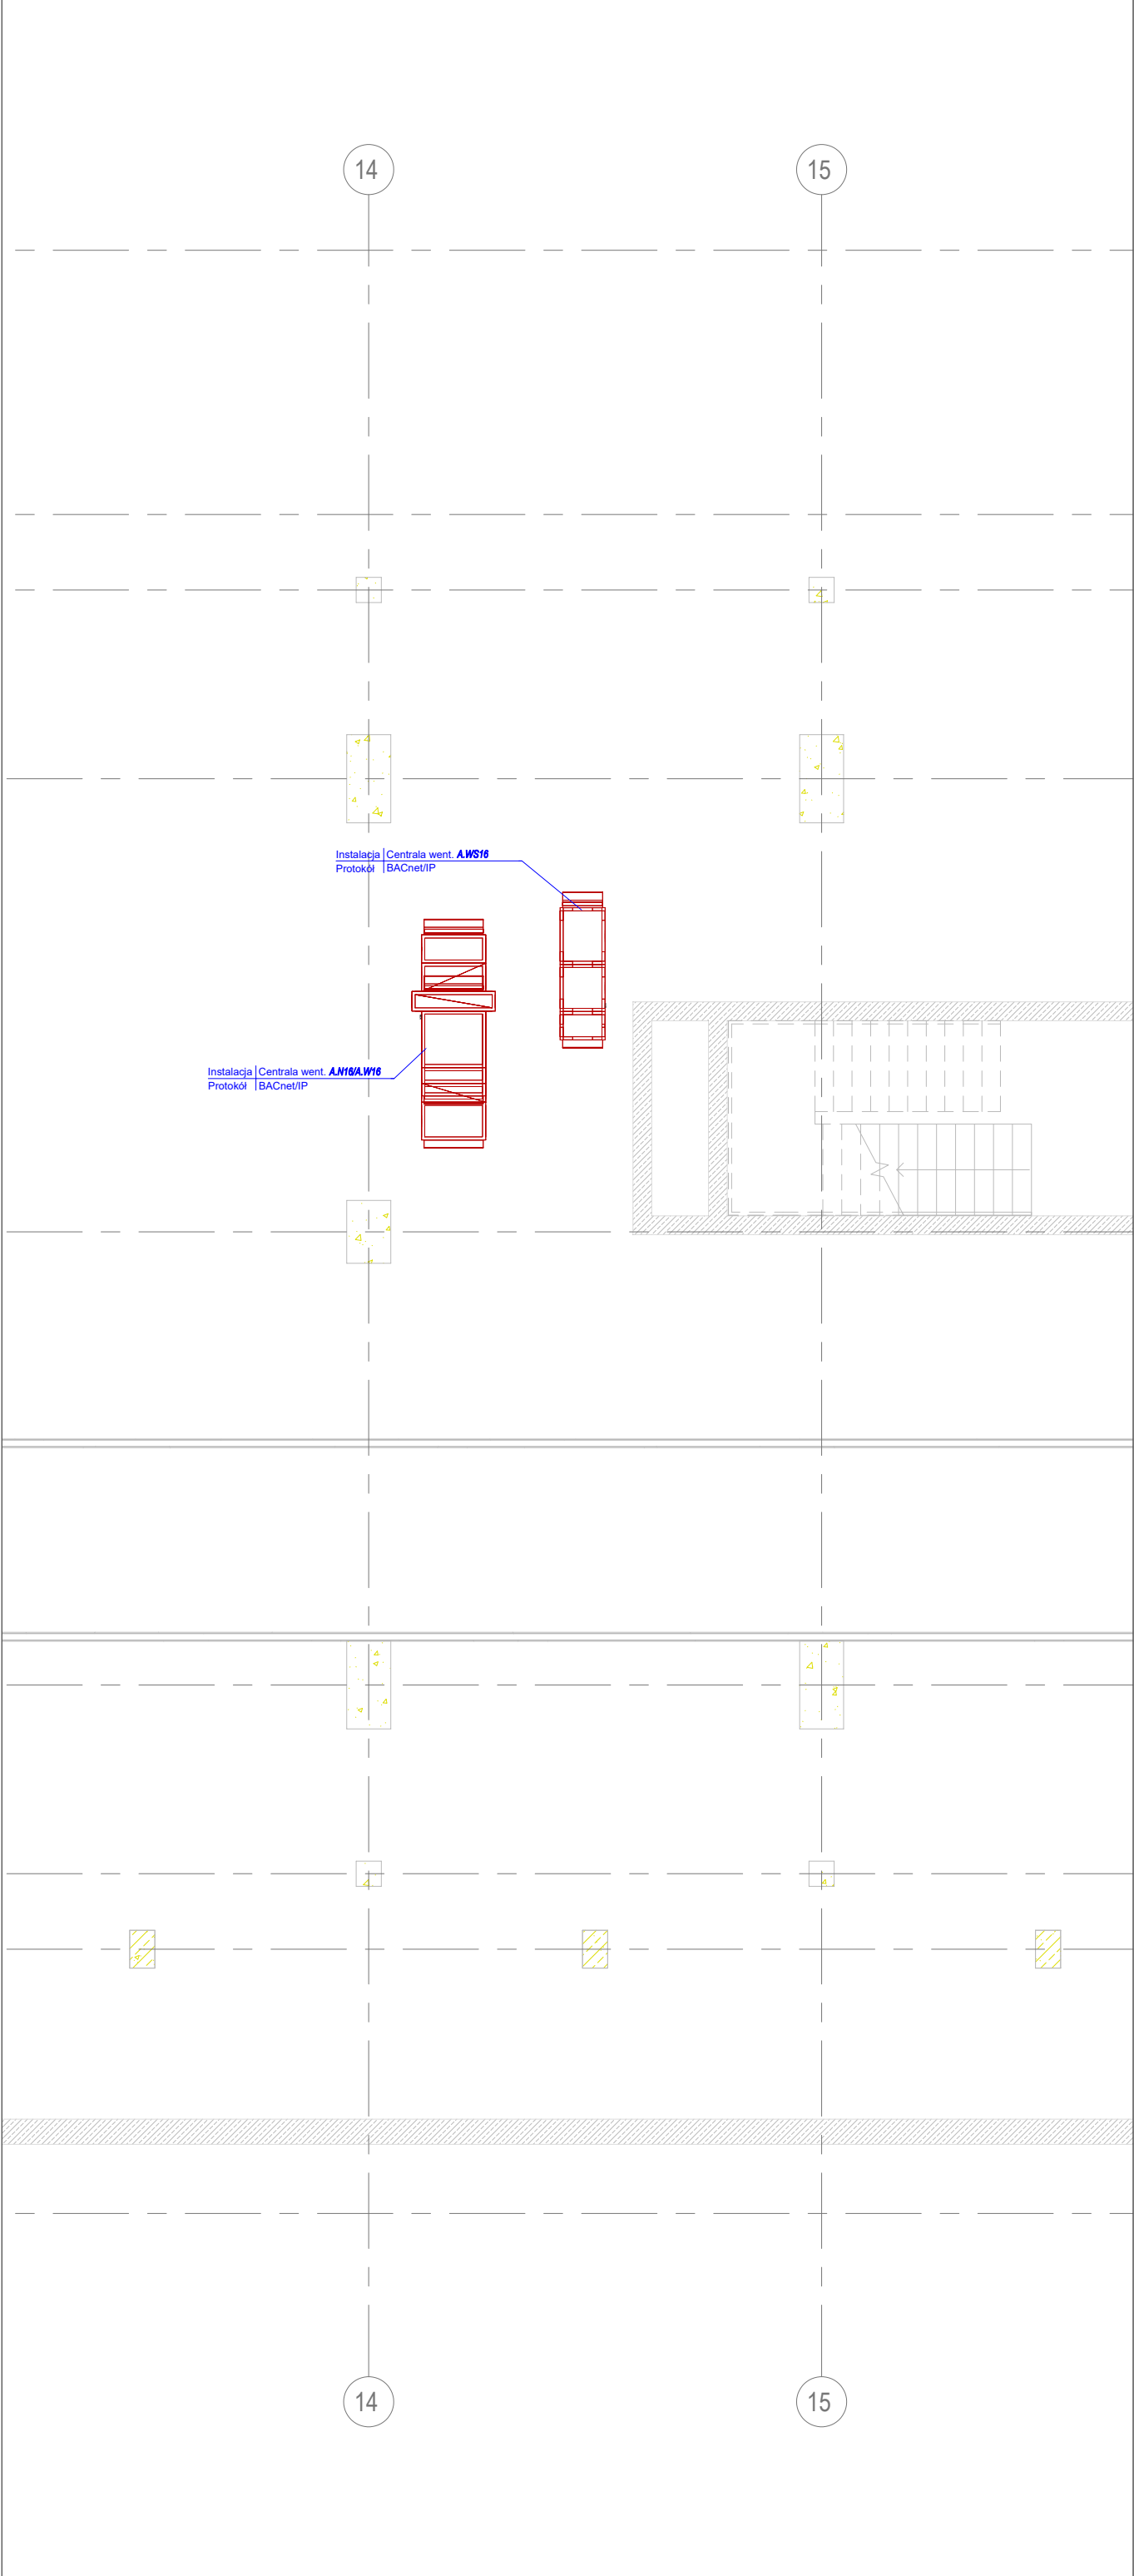 14 15
Instalacja Centrala went. A.WS16
Protokół BACnet/IP
Instalacja Centrala went. A.N16/A.W16
Protokół BACnet/IP
14 15